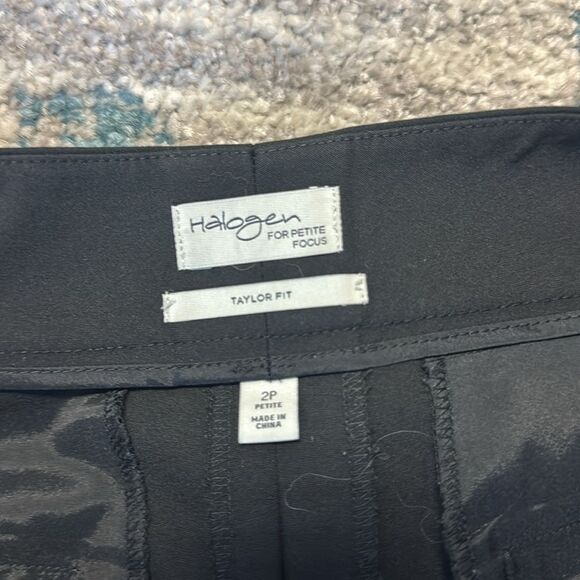 Halogen
FOR PETITE
FOCUS
TAYLOR FIT
2P
PETITE
MADE IN
CHINA